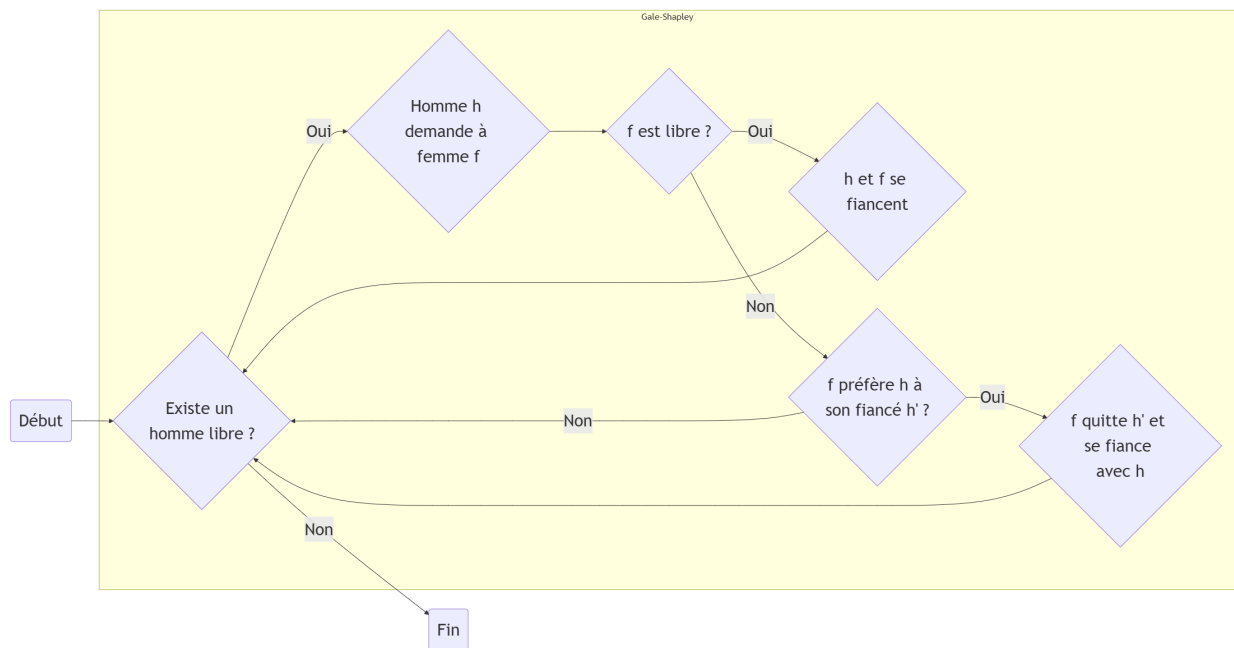 Gale-Shapley
Homme h
demande à
femme f
Oui
f est libre ?
Oui
h et f se
fiancent
Non
f préfère h à
son fiancé h' ?
Oui
f quitte h' et
se fiance
avec h
Début
Existe un
homme libre ?
Non
Non
Fin